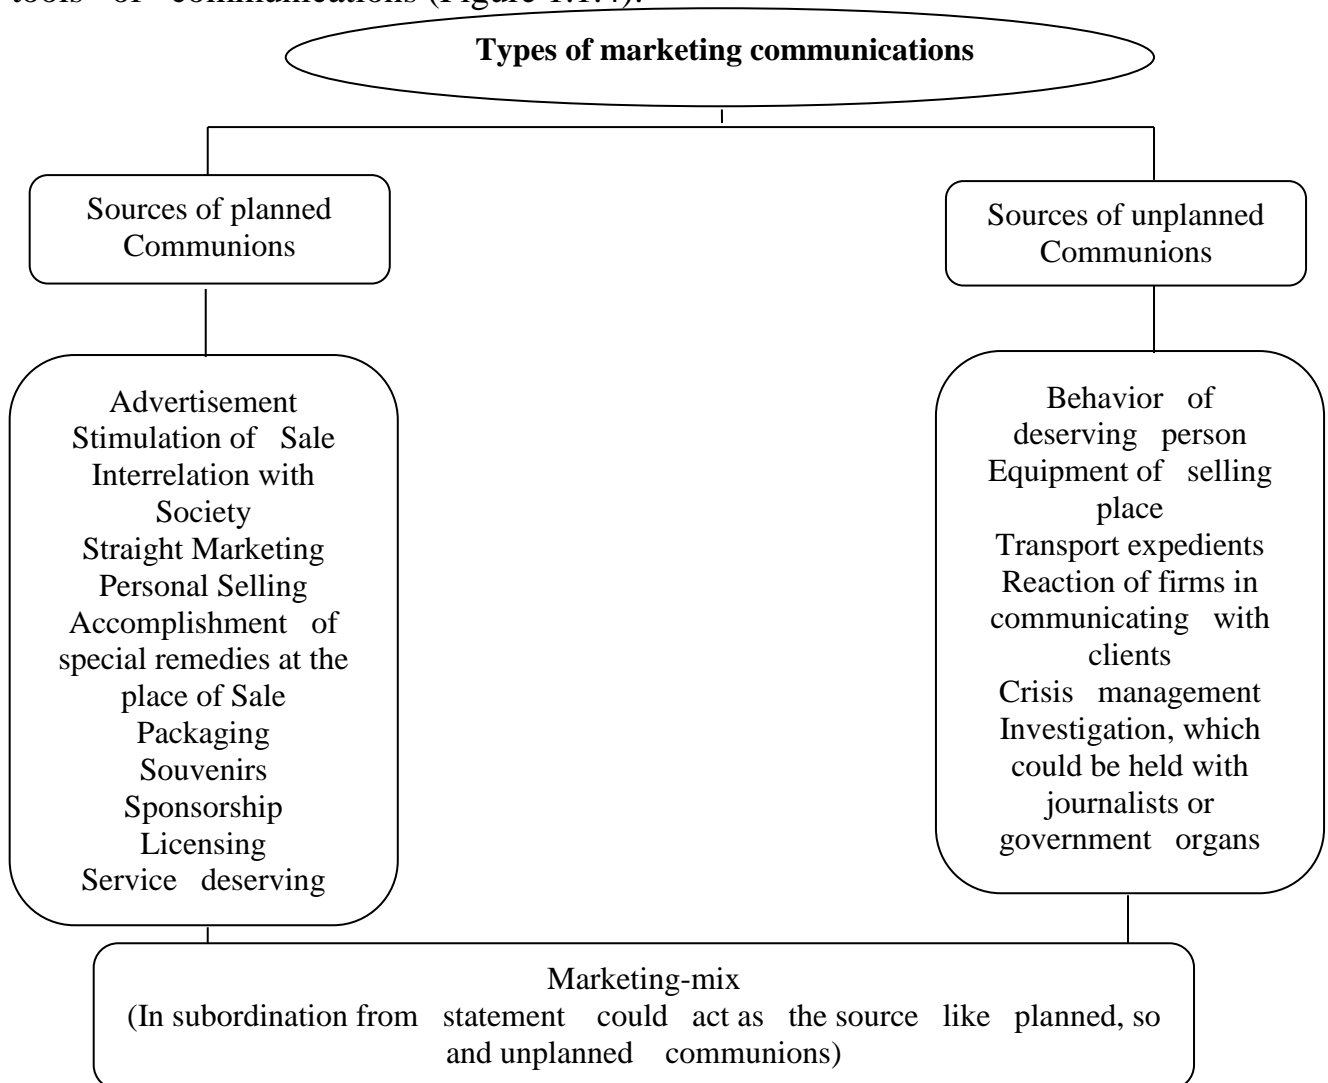 tools of communications (Figure 1.1.4).
Types of marketing communications
Sources of planned
Communions
Sources of unplanned
Communions
Advertisement
Stimulation of Sale
Interrelation with
Society
Straight Marketing
Personal Selling
Accomplishment of
special remedies at the
place of Sale
Packaging
Souvenirs
Sponsorship
Licensing
Service deserving
Behavior of
deserving person
Equipment of selling
place
Transport expedients
Reaction of firms in
communicating with
clients
Crisis management
Investigation, which
could be held with
journalists or
government organs
Marketing-mix
(In subordination from statement could act as the source like planned, so
and unplanned communions)